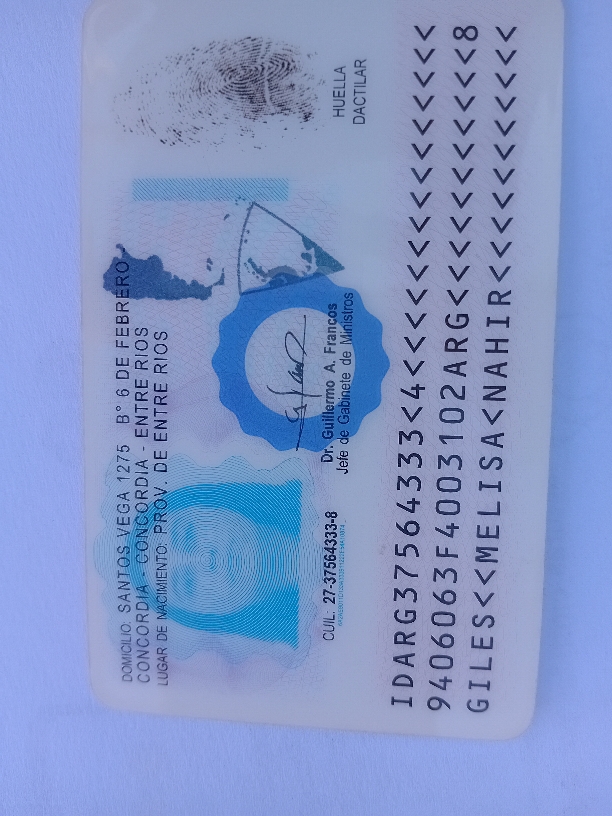 DOMICILIO: SANTOS VEGA 1275 B° 6 DE FEBRERO
CONCORDIA - CONCORDIA - ENTRE RIOS
LUGAR DE NACIMIENTO: PROV. DE ENTRE RIOS
HUELLA
DACTILAR
Dr. Guillermo A. Francos
Jefe de Gabinete de Ministros
CUIL: 27-37564333-8
IDARG37564333<4<<<<<<<<<<<<<<<
9406063F4003102ARG<<<<<<<<<<<8
GILES<<MELISA<NAHIR<<<<<<<<<<<